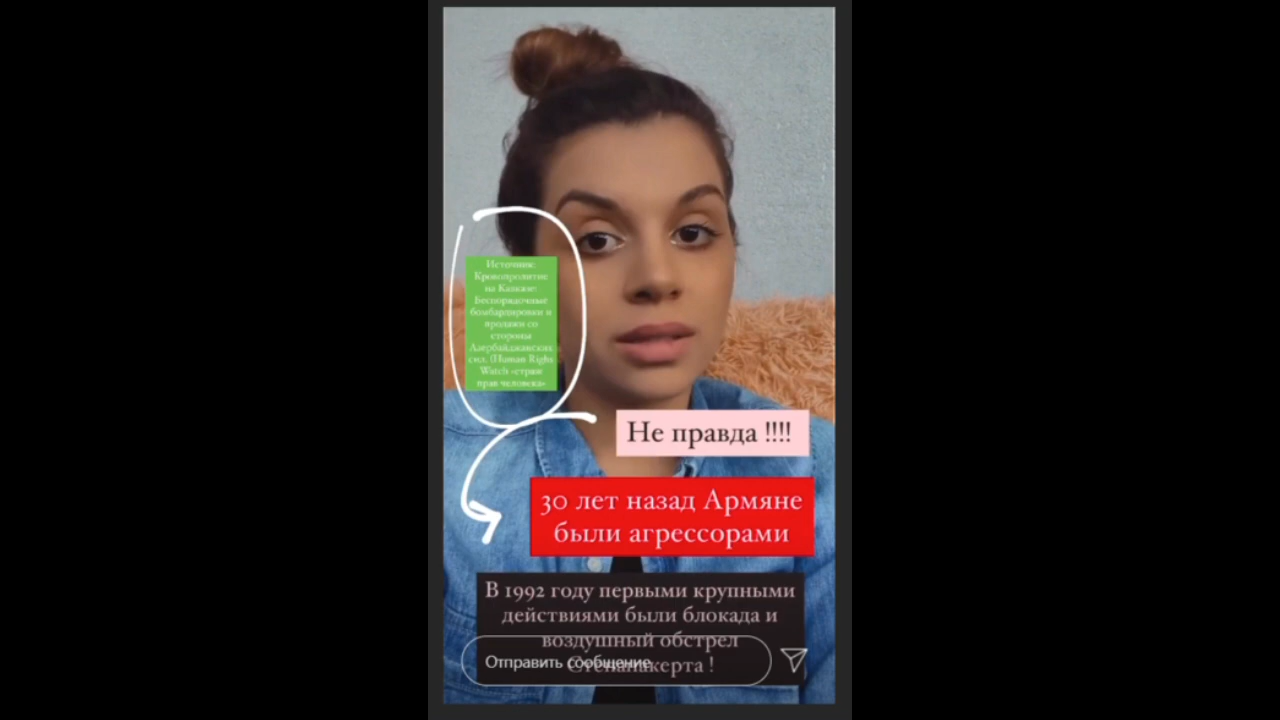 Источник:
Кровопролитие
на Кавказе:
Беспорядочные
бомбардировки и
продажи со
стороны
Азербайджанских
сил. (Human Right
Watch «страж
прав человека»
Не правда !!!!
30 лет назад Армяне
были агрессорами
В 1992 году первыми крупными
действиями были блокада и
воздушный обстрел
Степанакерта !
Отправить сообщение